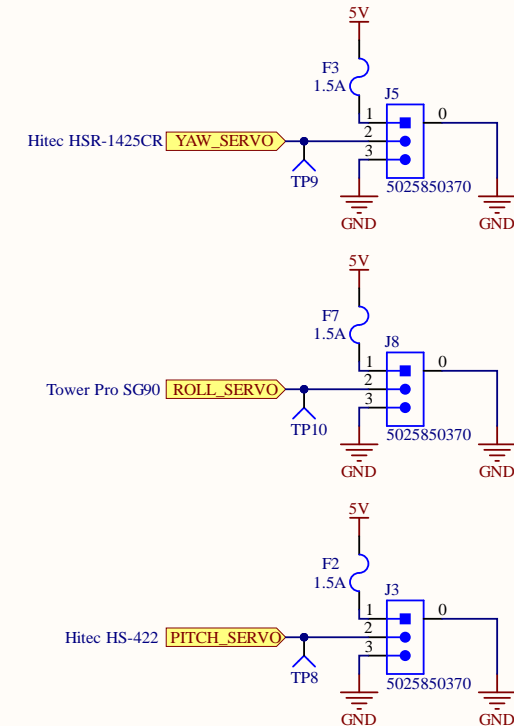 5V
F3
1.5A
J5
1
0
Hitec HSR-1425CR YAW_SERVO
2
3
TP9
5025850370
GND
GND
5V
F7
1.5A
J8
1
0
Tower Pro SG90 ROLL_SERVO
2
3
TP10
5025850370
GND
GND
5V
F2
1.5A
J3
1
0
Hitec HS-422 PITCH_SERVO
2
3
TP8
5025850370
GND
GND